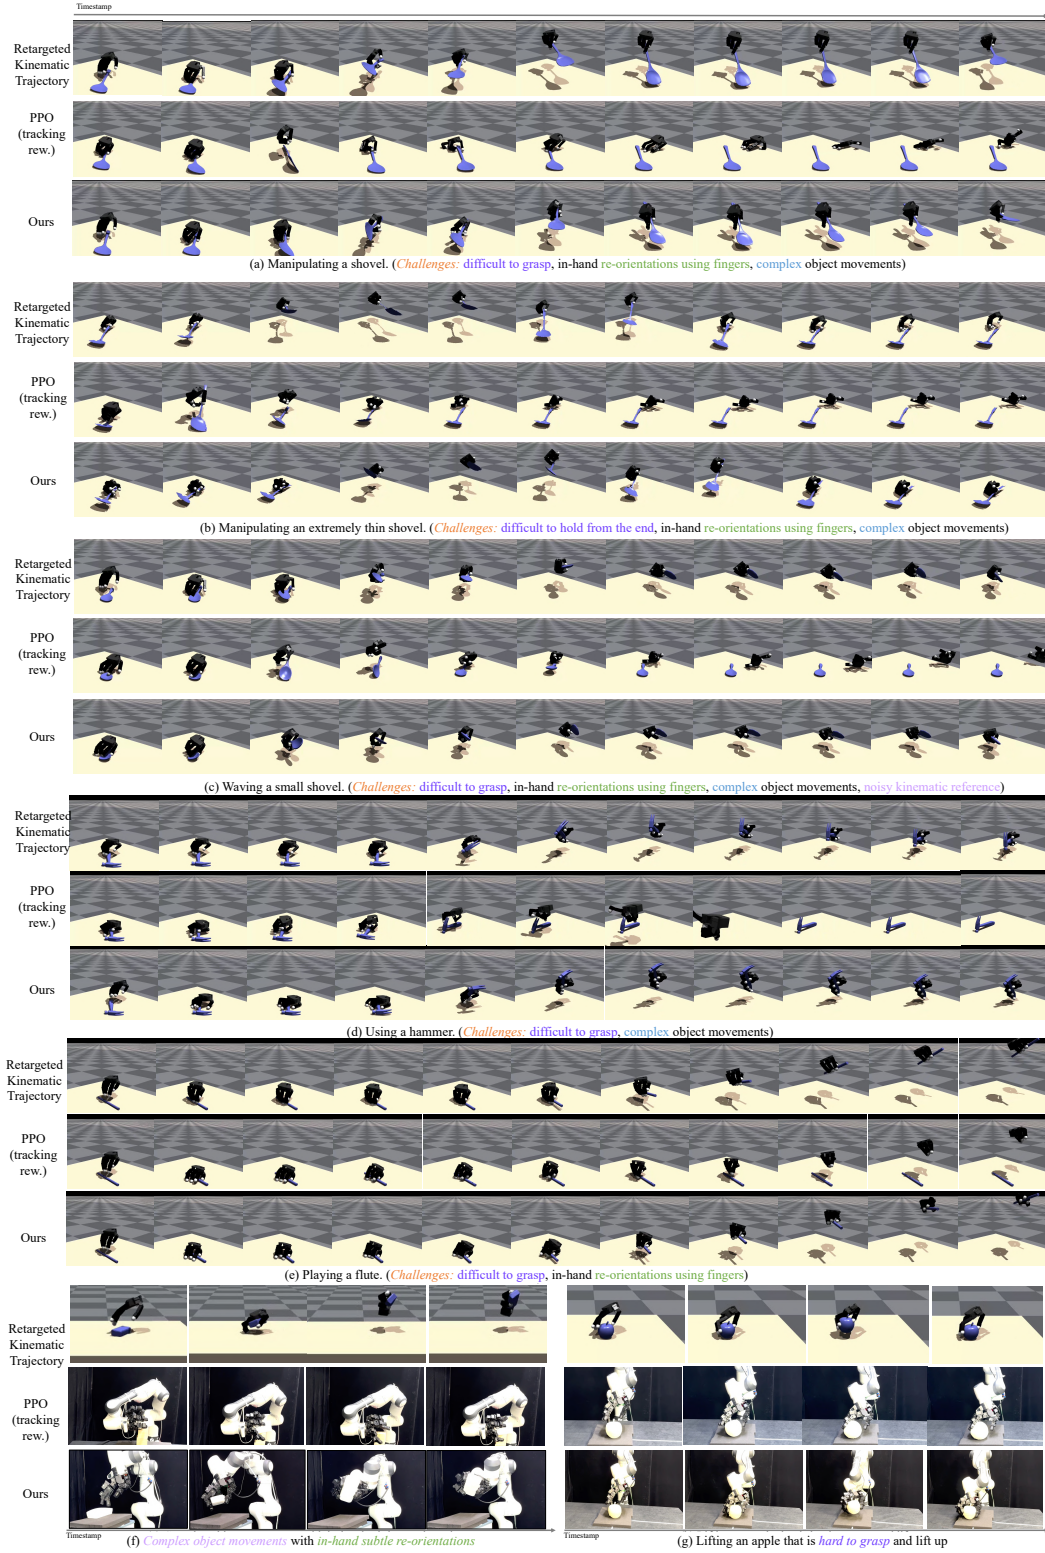 Timestamp
Retargeted
Kinematic
Trajectory
PPO
(tracking
rew.)
Ours
(a) Manipulating a shovel. (Challenges: difficult to grasp, in-hand re-orientations using fingers, complex object movements)
Retargeted
Kinematic
Trajectory
PPO
(tracking
rew.)
Ours
(b) Manipulating an extremely thin shovel. (Challenges: difficult to hold from the end, in-hand re-orientations using fingers, complex object movements)
Retargeted
Kinematic
Trajectory
PPO
(tracking
rew.)
Ours
(c) Waving a small shovel. (Challenges: difficult to grasp, in-hand re-orientations using fingers, complex object movements, noisy kinematic reference)
Retargeted
Kinematic
Trajectory
PPO
(tracking
rew.)
Ours
(d) Using a hammer. (Challenges: difficult to grasp, complex object movements)
Retargeted
Kinematic
Trajectory
PPO
(tracking
rew.)
Ours
(e) Playing a flute. (Challenges: difficult to grasp, in-hand re-orientations using fingers)
Retargeted
Kinematic
Trajectory
PPO
(tracking
rew.)
Ours
Timestamp
Timestamp
(f) Complex object movements with in-hand subtle re-orientations
(g) Lifting an apple that is hard to grasp and lift up